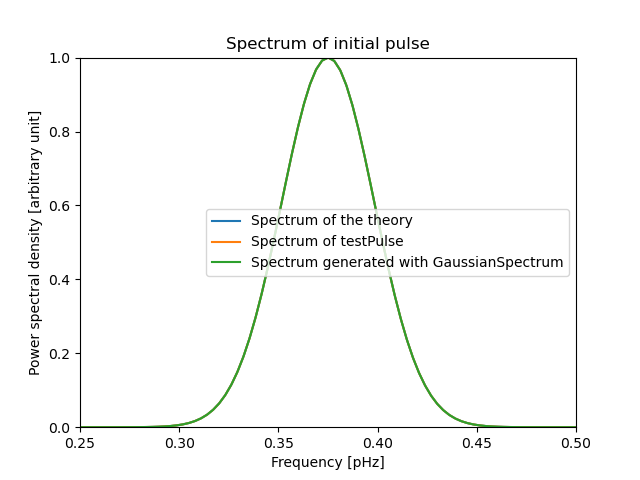 Spectrum of initial pulse
Power spectral density [arbitrary unit]
1.0
0.8
0.6
0.4
0.2
0.0
Spectrum of the theory
Spectrum of testPulse
Spectrum generated with GaussianSpectrum
0.25 0.30 0.35 0.40 0.45 0.50
Frequency [pHz]